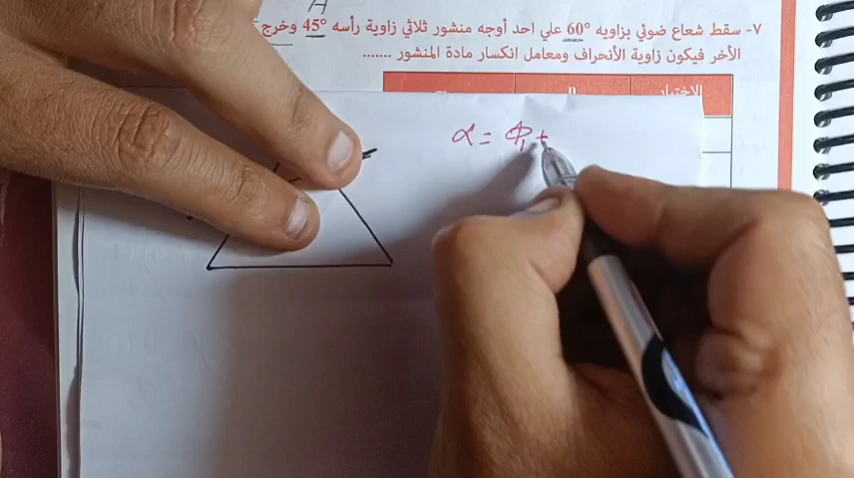 A
٧- سقط شعاع ضوئي بزاويه 60° علي احد أوجه منشور ثلاثي زاوية رأسه 45° وخرج
الأخر فيكون زاوية الأنحراف ومعامل انكسار مادة المنشور .......
الاختيار n
α = Φ₁ +